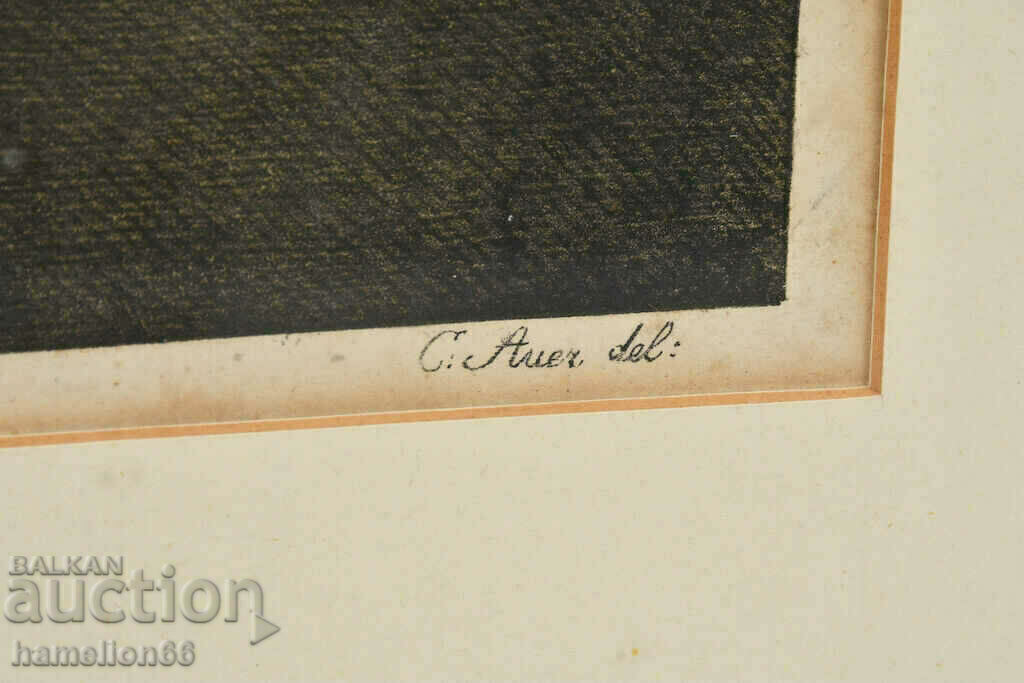 C. Auer del:
BALKAN
auction
hamelion66